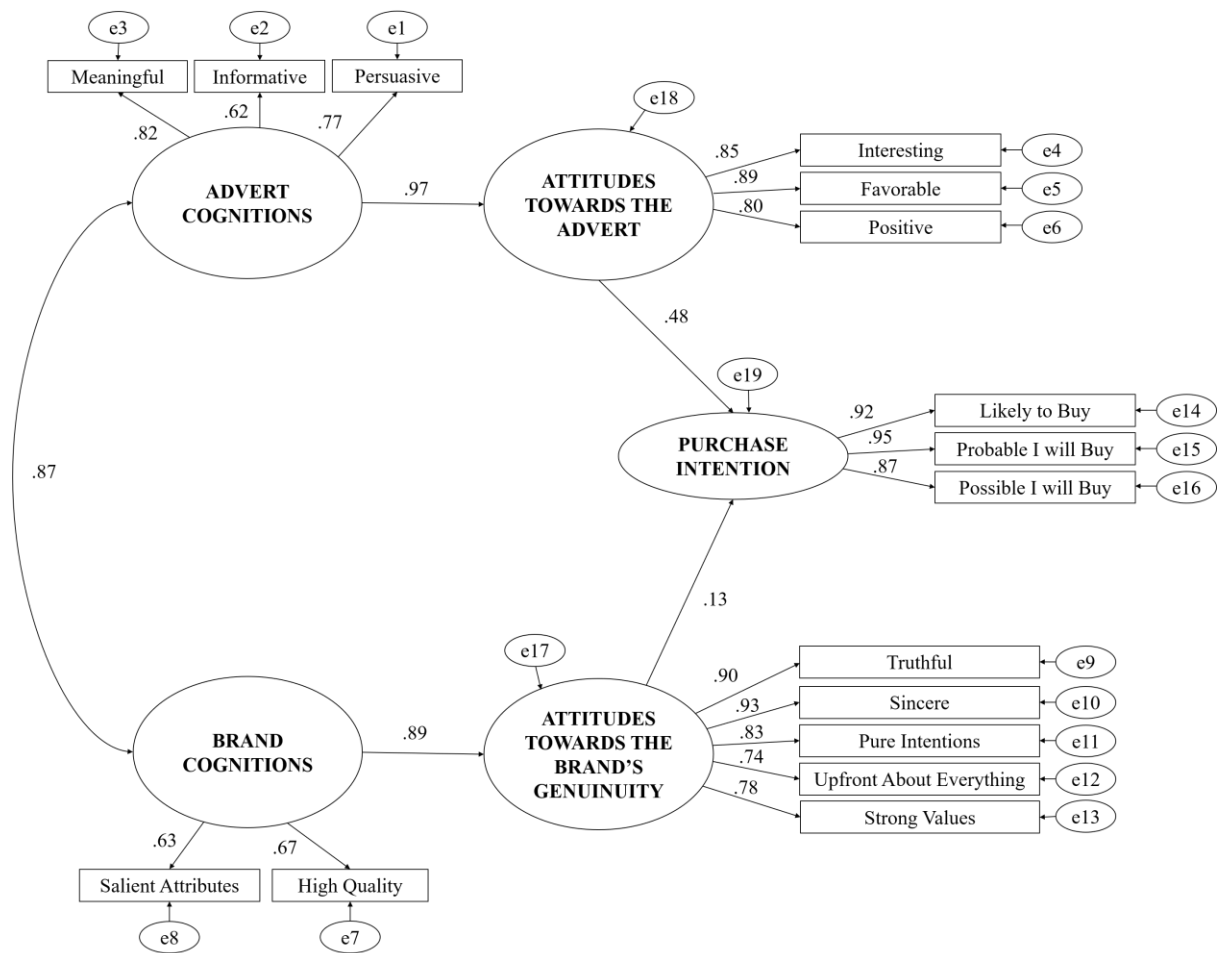 e3
e2
e1
Meaningful
Informative
Persuasive
.82
.62
.77
ADVERT
COGNITIONS
.97
e18
ATTITUDES
TOWARDS THE
ADVERT
.85
.89
.80
Interesting
Favorable
Positive
e4
e5
e6
.48
e19
PURCHASE
INTENTION
.92
.95
.87
Likely to Buy
Probable I will Buy
Possible I will Buy
e14
e15
e16
.87
.13
e17
BRAND
COGNITIONS
.89
ATTITUDES
TOWARDS THE
BRAND'S
GENUINUITY
.90
.93
.83
.74
.78
Truthful
Sincere
Pure Intentions
Upfront About Everything
Strong Values
e9
e10
e11
e12
e13
.63
.67
Salient Attributes
High Quality
e8
e7